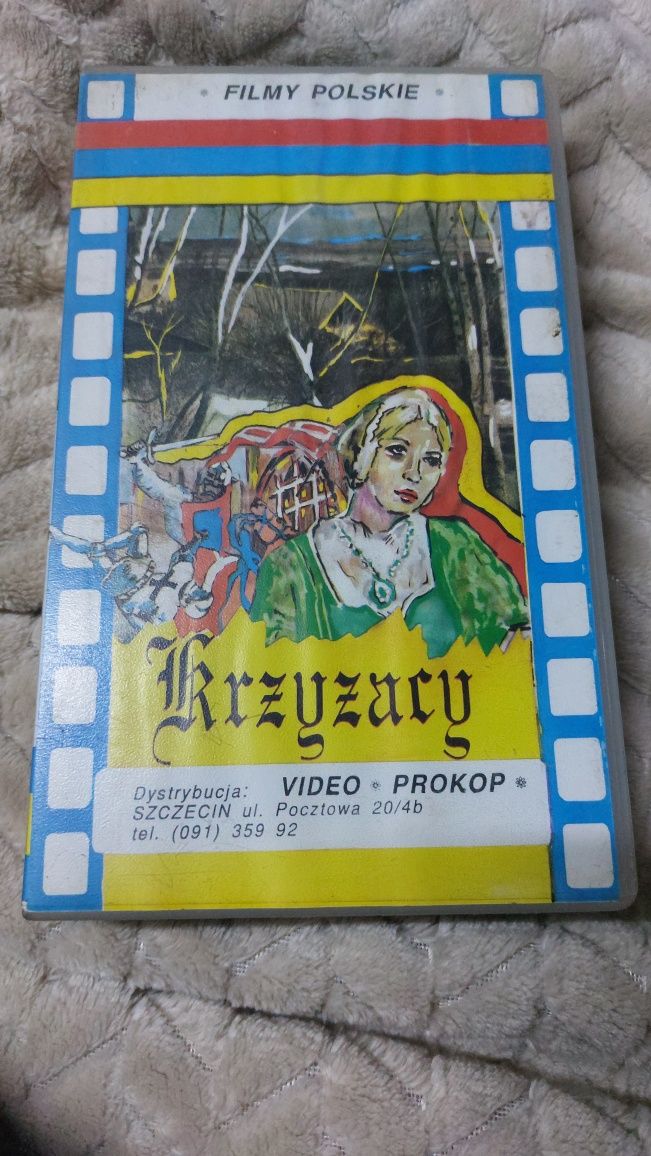 * FILMY POLSKIE *
Krzyzacy
Dystrybucja: VIDEO * PROKOP *
SZCZECIN ul. Pocztowa 20/4b
tel. (091) 359 92